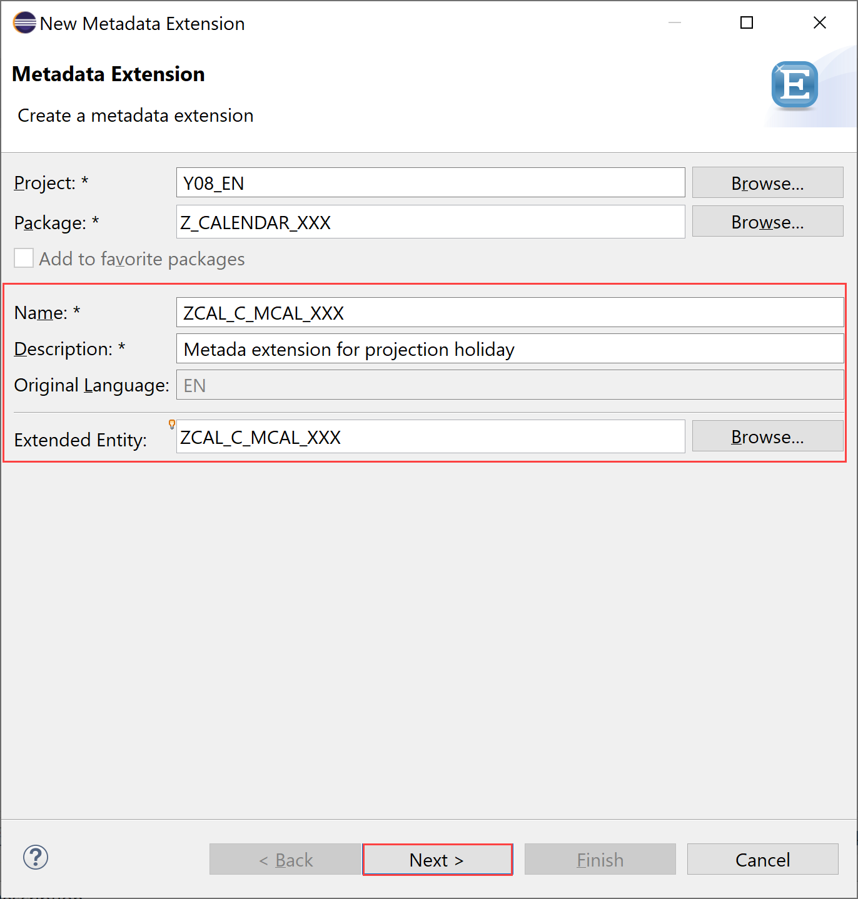 New Metadata Extension
Metadata Extension
Create a metadata extension
E
Project: * Y08_EN Browse...
Package: * Z_CALENDAR_XXX Browse...
Add to favorite packages
Name: * ZCAL_C_MCAL_XXX
Description: * Metada extension for projection holiday
Original Language: EN
Extended Entity: ZCAL_C_MCAL_XXX Browse...
? < Back Next > Finish Cancel